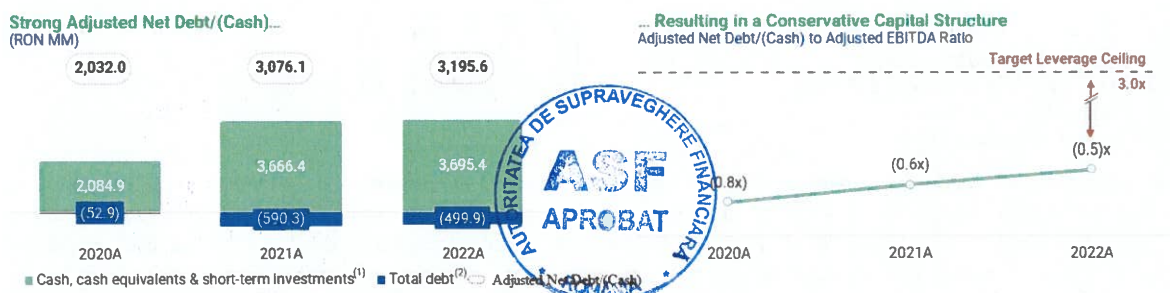 Strong Adjusted Net Debt/(Cash)...
(RON MM)
2,032.0
3,076.1
3,195.6
2,084.9
3,666.4
3,695.4
(52.9)
(590.3)
(499.9)
2020A
2021A
2022A
Cash, cash equivalents & short-term investments(1)
Total debt(2)
Adjusted Net Debt/(Cash)
... Resulting in a Conservative Capital Structure
Adjusted Net Debt/(Cash) to Adjusted EBITDA Ratio
Target Leverage Ceiling
3.0x
(0.8x)
(0.6x)
(0.5)x
2020A
2021A
2022A
AUTORITATEA DE SUPRAVEGHERE FINANCIARA
ASF
APROBAT